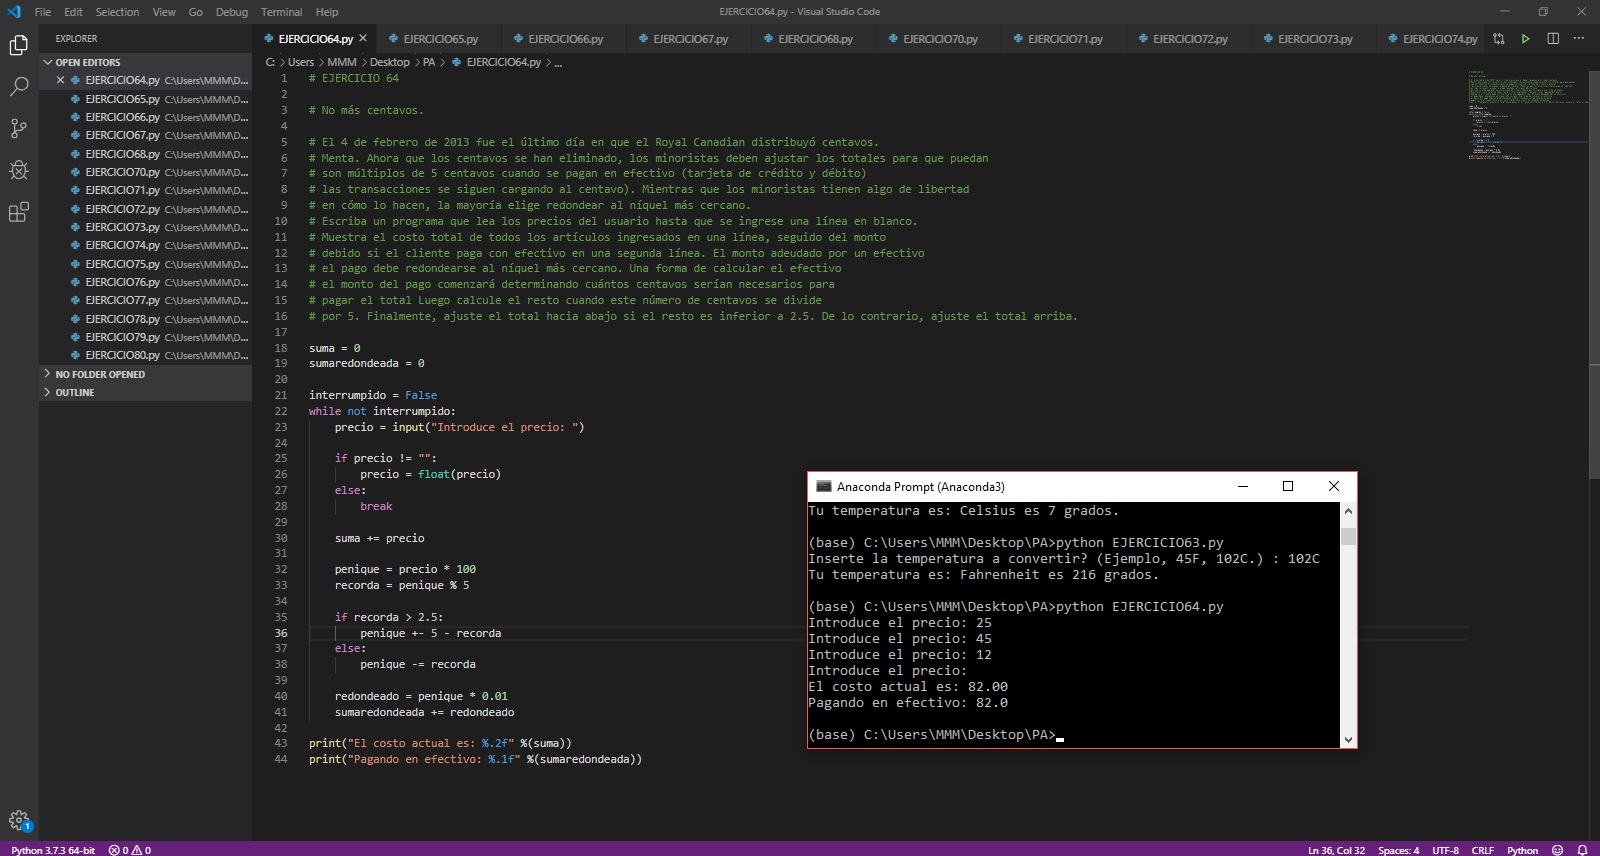 File Edit Selection View Go Debug Terminal Help
EJERCICIO64.py - Visual Studio Code
EXPLORER
OPEN EDITORS
EJERCICIO64.py C:\Users\MMM\D...
EJERCICIO65.py C:\Users\MMM\D...
EJERCICIO66.py C:\Users\MMM\D...
EJERCICIO67.py C:\Users\MMM\D...
EJERCICIO68.py C:\Users\MMM\D...
EJERCICIO70.py C:\Users\MMM\D...
EJERCICIO71.py C:\Users\MMM\D...
EJERCICIO72.py C:\Users\MMM\D...
EJERCICIO73.py C:\Users\MMM\D...
EJERCICIO74.py C:\Users\MMM\D...
EJERCICIO75.py C:\Users\MMM\D...
EJERCICIO76.py C:\Users\MMM\D...
EJERCICIO77.py C:\Users\MMM\D...
EJERCICIO78.py C:\Users\MMM\D...
EJERCICIO79.py C:\Users\MMM\D...
EJERCICIO80.py C:\Users\MMM\D...
NO FOLDER OPENED
OUTLINE
EJERCICIO64.py EJERCICIO65.py EJERCICIO66.py EJERCICIO67.py EJERCICIO68.py EJERCICIO70.py EJERCICIO71.py EJERCICIO72.py EJERCICIO73.py EJERCICIO74.py
C: > Users > MMM > Desktop > PA > EJERCICIO64.py > ...
1 # EJERCICIO 64
2
3 # No más centavos.
4
5 # El 4 de febrero de 2013 fue el último día en que el Royal Canadian distribuyó centavos.
6 # Menta. Ahora que los centavos se han eliminado, los minoristas deben ajustar los totales para que puedan
7 # son múltiplos de 5 centavos cuando se pagan en efectivo (tarjeta de crédito y débito)
8 # las transacciones se siguen cargando al centavo). Mientras que los minoristas tienen algo de libertad
9 # en cómo lo hacen, la mayoría elige redondear al níquel más cercano.
10 # Escriba un programa que lea los precios del usuario hasta que se ingrese una línea en blanco.
11 # Muestra el costo total de todos los artículos ingresados en una línea, seguido del monto
12 # debido si el cliente paga con efectivo en una segunda línea. El monto adeudado por un efectivo
13 # el pago debe redondearse al níquel más cercano. Una forma de calcular el efectivo
14 # el monto del pago comenzará determinando cuántos centavos serían necesarios para
15 # pagar el total Luego calcule el resto cuando este número de centavos se divide
16 # por 5. Finalmente, ajuste el total hacia abajo si el resto es inferior a 2.5. De lo contrario, ajuste el total arriba.
17
18 suma = 0
19 sumaredondeada = 0
20
21 interrumpido = False
22 while not interrumpido:
23 precio = input("Introduce el precio: ")
24
25 if precio != "":
26 precio = float(precio)
27 else:
28 break
29
30 suma += precio
31
32 penique = precio * 100
33 recorda = penique % 5
34
35 if recorda > 2.5:
36 penique +- 5 - recorda
37 else:
38 penique -= recorda
39
40 redondeado = penique * 0.01
41 sumaredondeada += redondeado
42
43 print("El costo actual es: %.2f" %(suma))
44 print("Pagando en efectivo: %.1f" %(sumaredondeada))
Anaconda Prompt (Anaconda3)
Tu temperatura es: Celsius es 7 grados.
(base) C:\Users\MMM\Desktop\PA>python EJERCICIO63.py
Inserte la temperatura a convertir? (Ejemplo, 45F, 102C.) : 102C
Tu temperatura es: Fahrenheit es 216 grados.
(base) C:\Users\MMM\Desktop\PA>python EJERCICIO64.py
Introduce el precio: 25
Introduce el precio: 45
Introduce el precio: 12
Introduce el precio:
El costo actual es: 82.00
Pagando en efectivo: 82.0
(base) C:\Users\MMM\Desktop\PA>
1
Python 3.7.3 64-bit 0 0 Ln 36, Col 32 Spaces: 4 UTF-8 CRLF Python